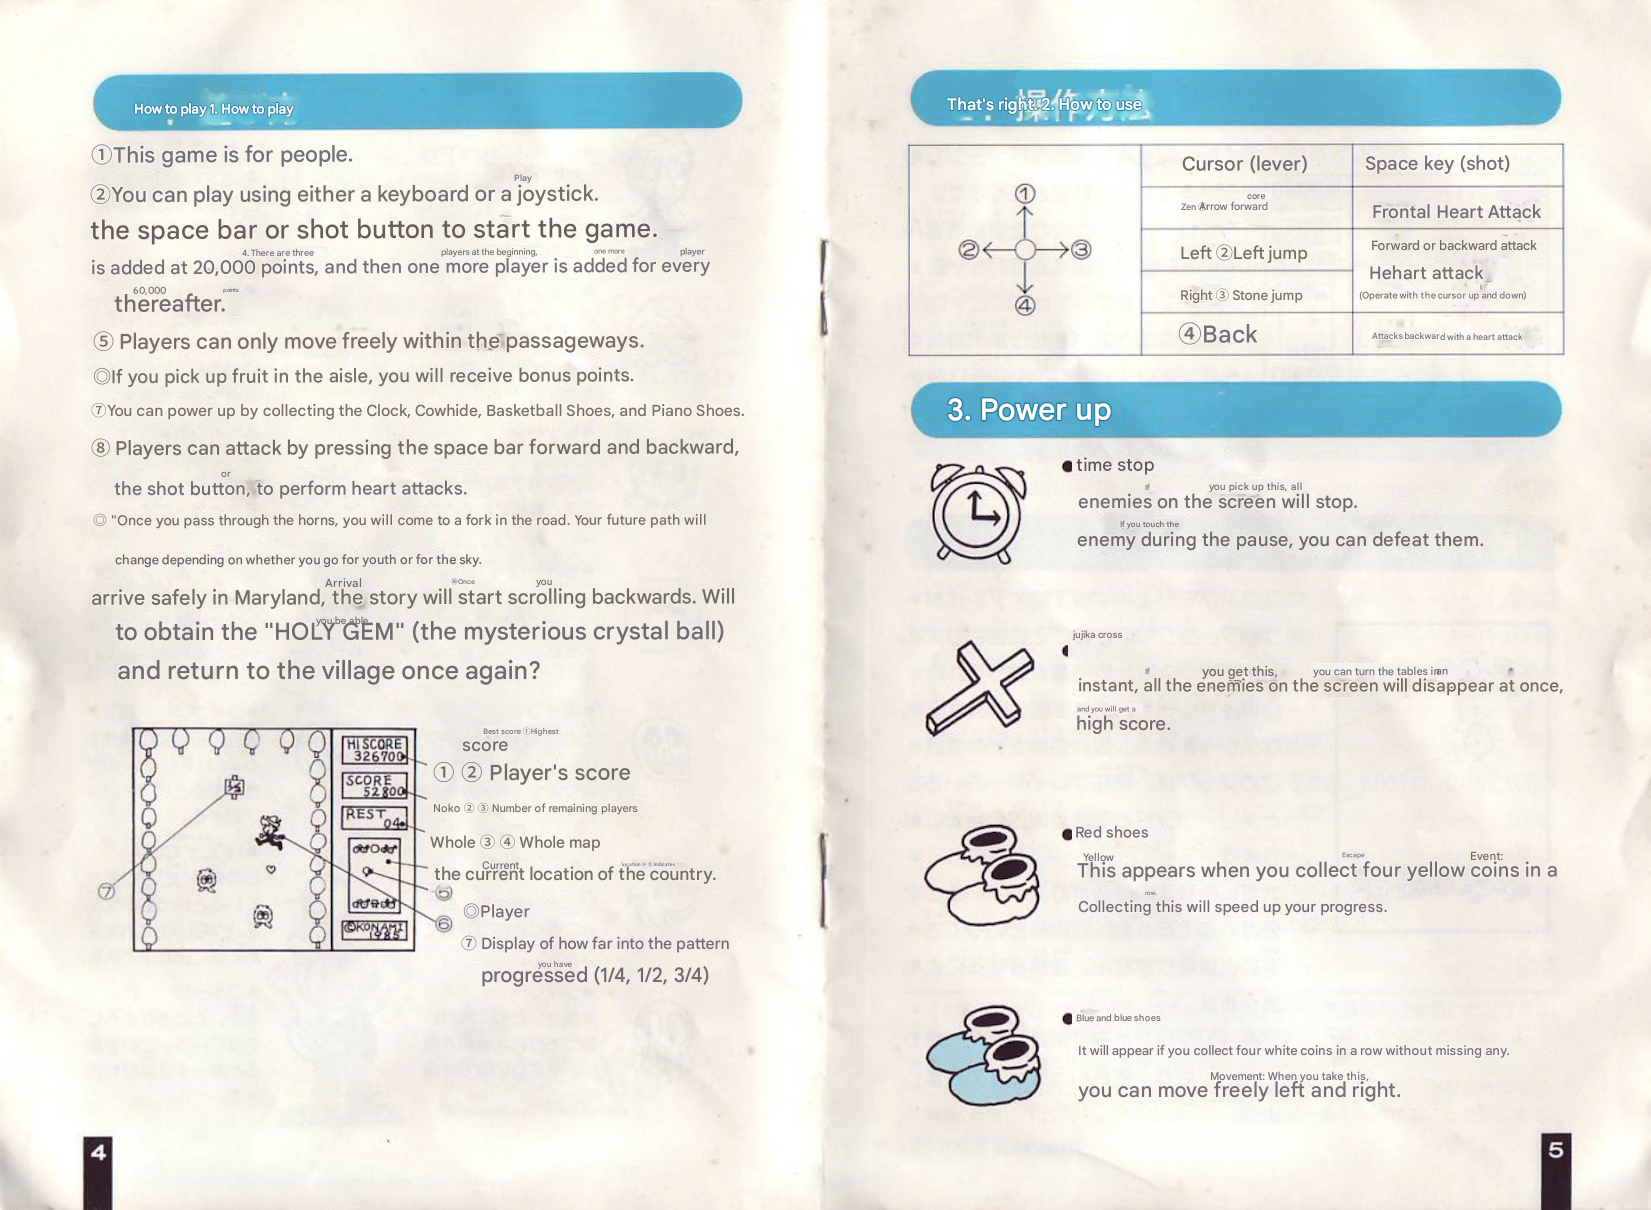 How to play 1. How to play
①This game is for people.
Play
②You can play using either a keyboard or a joystick.
the space bar or shot button to start the game.
4. There are three players at the beginning, one more player
is added at 20,000 points, and then one more player is added for every
60,000 points
thereafter.
⑤ Players can only move freely within the passageways.
◎If you pick up fruit in the aisle, you will receive bonus points.
⑦You can power up by collecting the Clock, Cowhide, Basketball Shoes, and Piano Shoes.
⑧ Players can attack by pressing the space bar forward and backward,
or
the shot button, to perform heart attacks.
◎ "Once you pass through the horns, you will come to a fork in the road. Your future path will
change depending on whether you go for youth or for the sky.
Arrival ⑩Once you
arrive safely in Maryland, the story will start scrolling backwards. Will
you be able
to obtain the "HOLY GEM" (the mysterious crystal ball)
and return to the village once again?
HI SCORE
326700
SCORE
52800
REST
04
©KONAMI
1985
⑦
⑤
⑥
Best score ①Highest
score
① ② Player's score
Noko ② ③ Number of remaining players
Whole ③ ④ Whole map
Current location ④ ⑤ Indicates
the current location of the country.
◎Player
⑦ Display of how far into the pattern
you have
progressed (1/4, 1/2, 3/4)
4
That's right. 2. How to use
操作方法
①
②
③
④
Cursor (lever) Space key (shot)
core
Zen Arrow forward Frontal Heart Attack
Left ②Left jump Forward or backward attack
Hehart attack
Right ③ Stone jump (Operate with the cursor up and down)
④Back Attacks backward with a heart attack
3. Power up
●time stop
If you pick up this, all
enemies on the screen will stop.
If you touch the
enemy during the pause, you can defeat them.
jujika cross
If you get this, you can turn the tables in an
instant, all the enemies on the screen will disappear at once,
and you will get a
high score.
●Red shoes
Yellow Escape Event:
This appears when you collect four yellow coins in a
row.
Collecting this will speed up your progress.
●Blue and blue shoes
It will appear if you collect four white coins in a row without missing any.
Movement: When you take this,
you can move freely left and right.
5